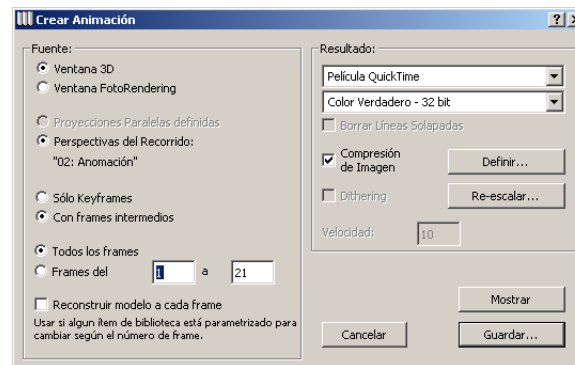 Crear Animación
Fuente:
Ventana 3D
Ventana FotoRendering
Proyecciones Paralelas definidas
Perspectivas del Recorrido:
"02: Anomación"
Sólo Keyframes
Con frames intermedios
Todos los frames
Frames del 1 a 21
Reconstruir modelo a cada frame
Usar si algun ítem de biblioteca está parametrizado para
cambiar según el número de frame.
Resultado:
Película QuickTime
Color Verdadero - 32 bit
Borrar Líneas Solapadas
Compresión
de Imagen
Definir...
Dithering
Re-escalar...
Velocidad: 10
Mostrar
Cancelar
Guardar...